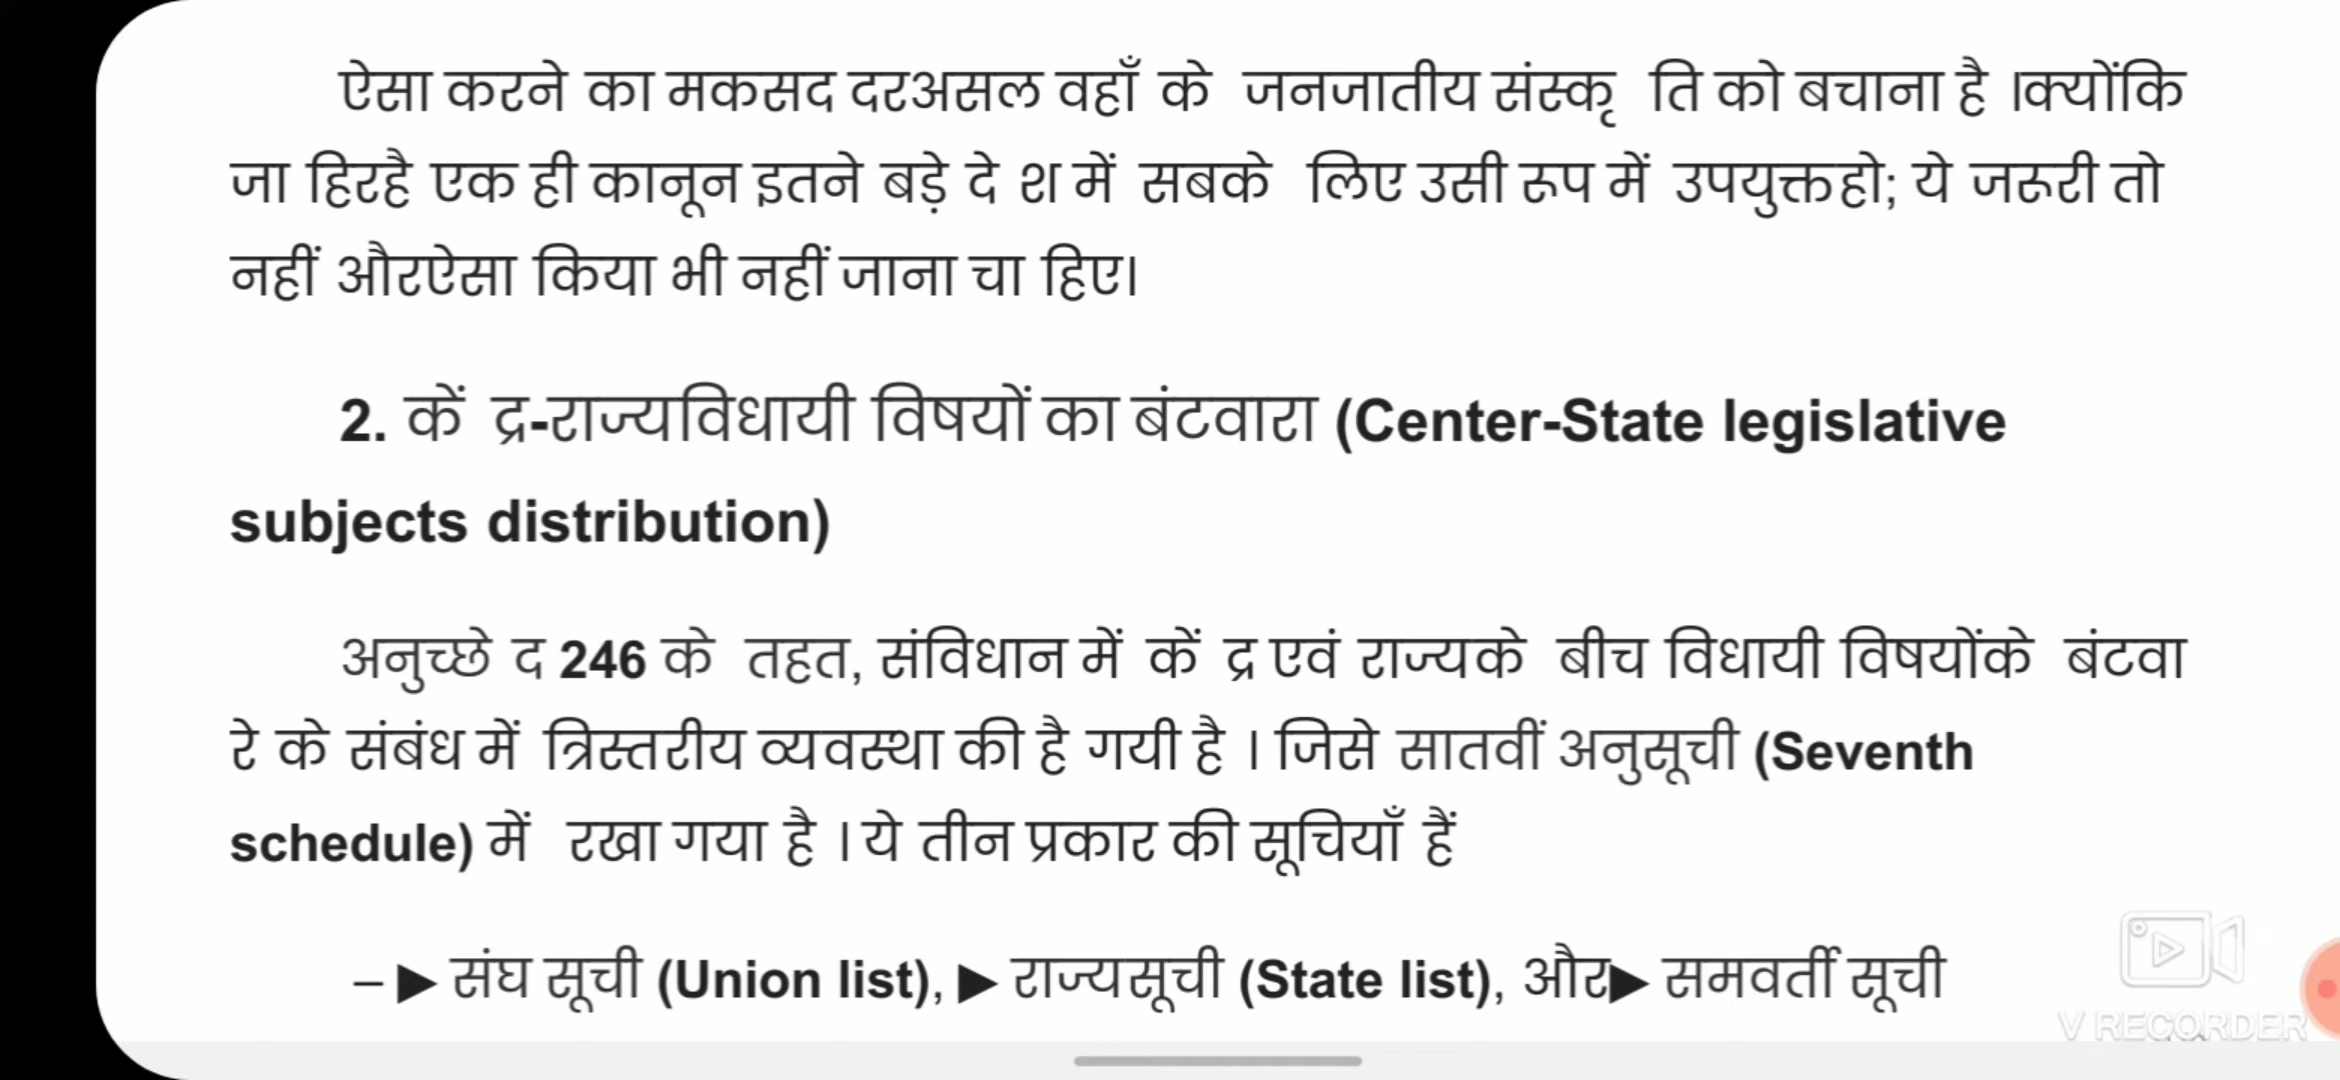 ऐसा करने का मकसद दरअसल वहाँ के जनजातीय संस्कृ ति को बचाना है ।क्योंकि
जा हिरहै एक ही कानून इतने बड़े दे श में सबके लिए उसी रूप में उपयुक्तहो; ये जरूरी तो
नहीं औरऐसा किया भी नहीं जाना चा हिए।
2. कें द्र-राज्यविधायी विषयों का बंटवारा (Center-State legislative
subjects distribution)
अनुच्छे द 246 के तहत, संविधान में कें द्र एवं राज्यके बीच विधायी विषयोंके बंटवा
रे के संबंध में त्रिस्तरीय व्यवस्था की है गयी है । जिसे सातवीं अनुसूची (Seventh
schedule) में रखा गया है । ये तीन प्रकार की सूचियाँ हैं
–▶ संघ सूची (Union list), ▶ राज्यसूची (State list), और▶ समवर्ती सूची
V RECORDER